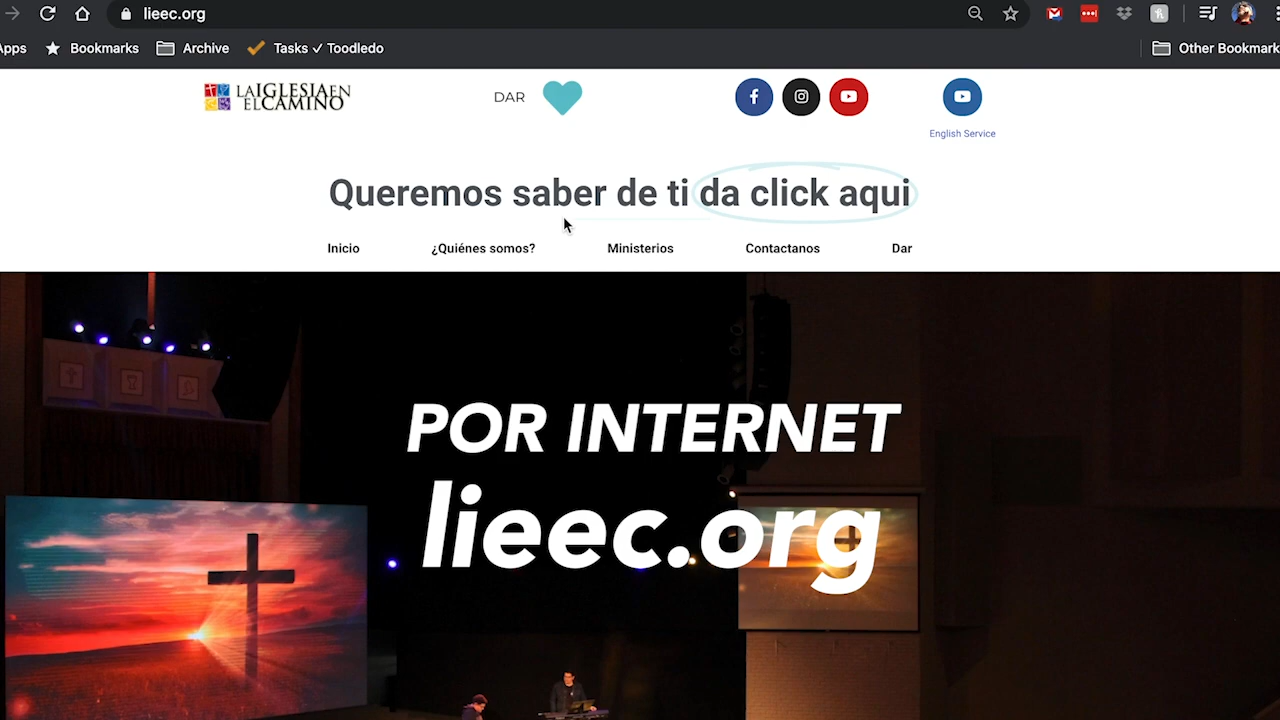 lieec.org
Apps
Bookmarks
Archive
Tasks ✓ Toodledo
Other Bookmark
LA IGLESIA EN
EL CAMINO
DAR
English Service
Queremos saber de ti da click aqui
Inicio
¿Quiénes somos?
Ministerios
Contactanos
Dar
POR INTERNET
lieec.org